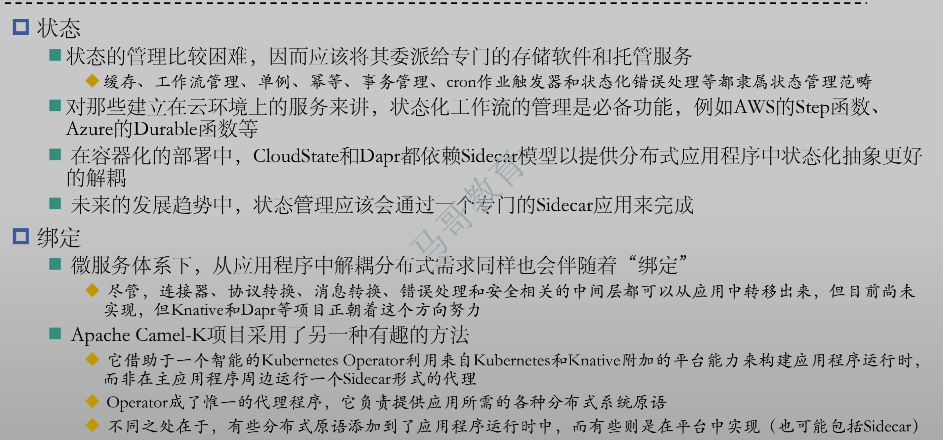 状态
状态的管理比较困难，因而应该将其委派给专门的存储软件和托管服务
缓存、工作流管理、单例、幂等、事务管理、cron作业触发器和状态化错误处理等都隶属状态管理范畴
对那些建立在云环境上的服务来讲，状态化工作流的管理是必备功能，例如AWS的Step函数、
Azure的Durable函数等
在容器化的部署中，CloudState和Dapr都依赖Sidecar模型以提供分布式应用程序中状态化抽象更好
的解耦
未来的发展趋势中，状态管理应该会通过一个专门的Sidecar应用来完成
绑定
微服务体系下，从应用程序中解耦分布式需求同样也会伴随着“绑定”
尽管，连接器、协议转换、消息转换、错误处理和安全相关的中间层都可以从应用中转移出来，但目前尚未
实现，但Knative和Dapr等项目正朝着这个方向努力
Apache Camel-K项目采用了另一种有趣的方法
它借助于一个智能的Kubernetes Operator利用来自Kubernetes和Knative附加的平台能力来构建应用程序运行时，
而非在主应用程序周边运行一个Sidecar形式的代理
Operator成了惟一的代理程序，它负责提供应用所需的各种分布式系统原语
不同之处在于，有些分布式原语添加到了应用程序运行时中，而有些则是在平台中实现（也可能包括Sidecar）
马哥教育